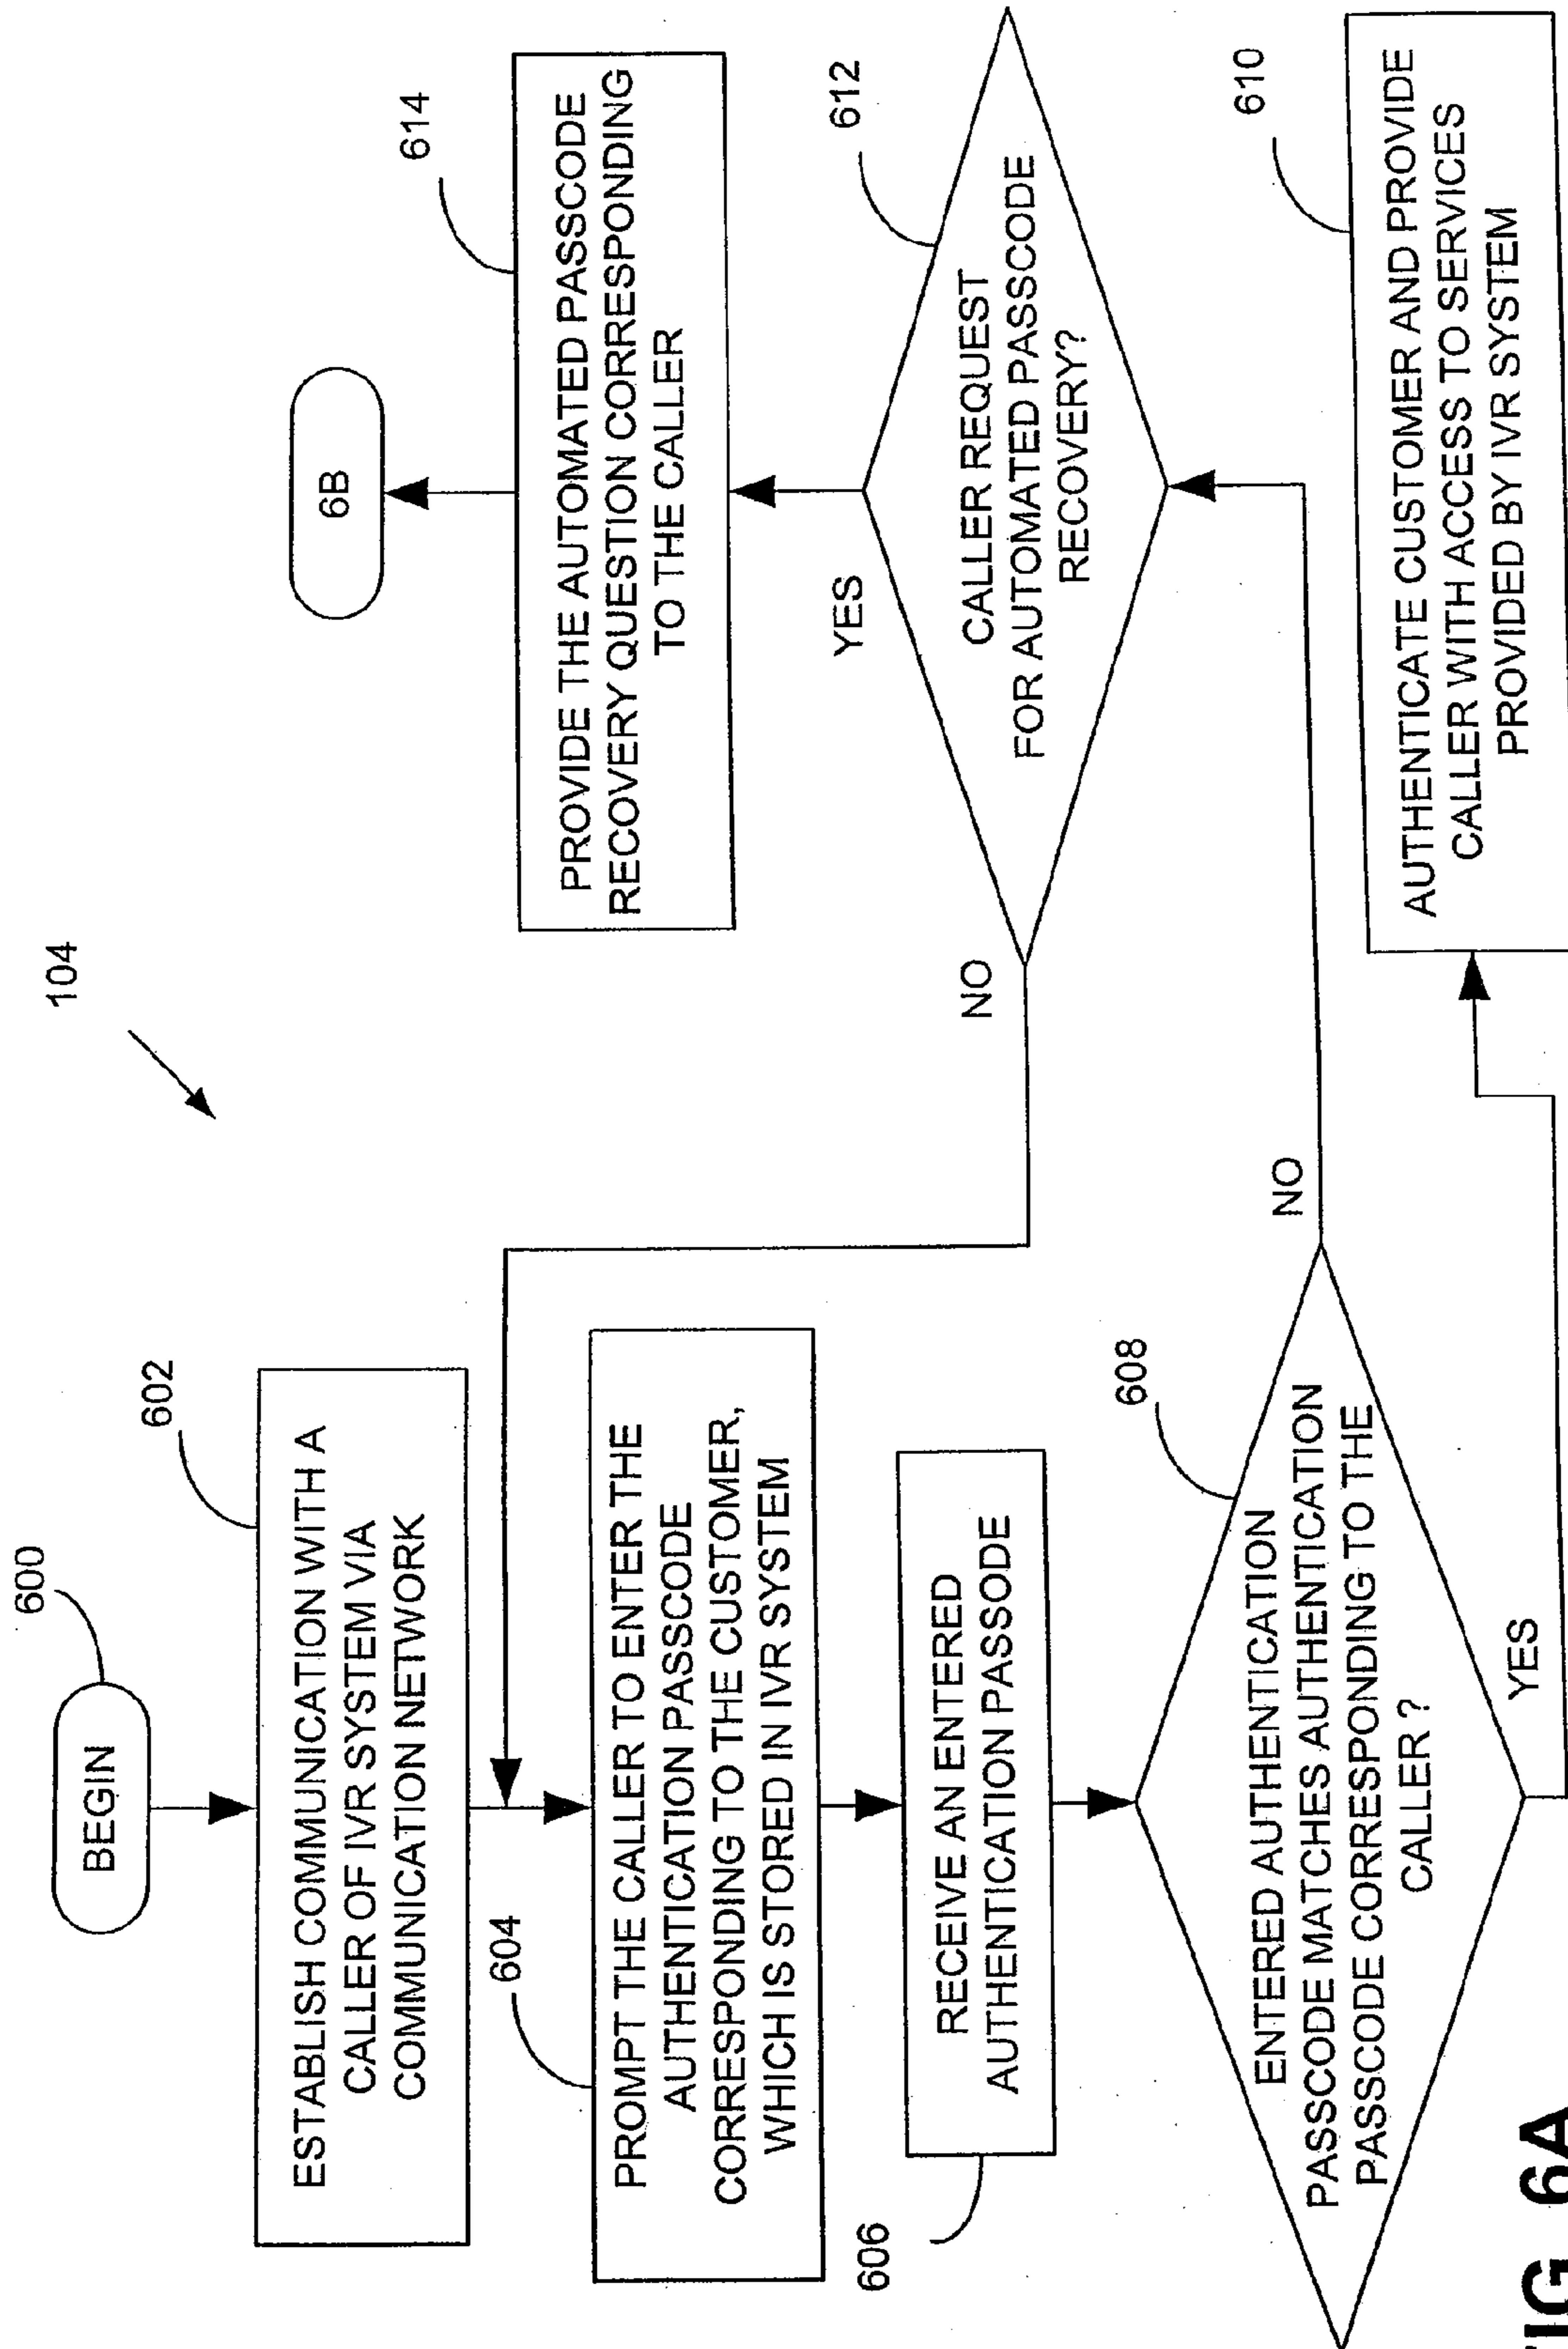 104
600
BEGIN
602
ESTABLISH COMMUNICATION WITH A
CALLER OF IVR SYSTEM VIA
COMMUNICATION NETWORK
604
PROMPT THE CALLER TO ENTER THE
AUTHENTICATION PASSCODE
CORRESPONDING TO THE CUSTOMER,
WHICH IS STORED IN IVR SYSTEM
606
RECEIVE AN ENTERED
AUTHENTICATION PASSODE
608
ENTERED AUTHENTICATION
PASSCODE MATCHES AUTHENTICATION
PASSCODE CORRESPONDING TO THE
CALLER ?
YES
NO
610
AUTHENTICATE CUSTOMER AND PROVIDE
CALLER WITH ACCESS TO SERVICES
PROVIDED BY IVR SYSTEM
612
CALLER REQUEST
FOR AUTOMATED PASSCODE
RECOVERY?
NO
YES
614
PROVIDE THE AUTOMATED PASSCODE
RECOVERY QUESTION CORRESPONDING
TO THE CALLER
6B
FIG 6A